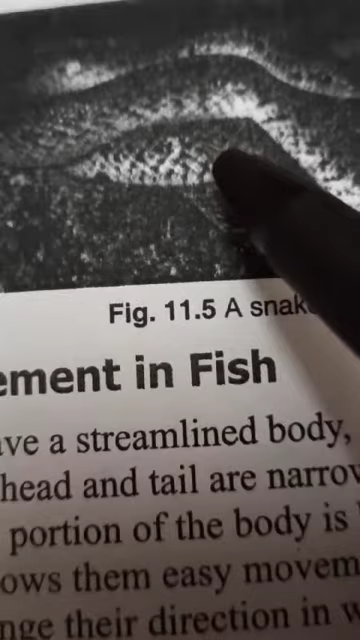 Fig. 11.5 A snak
ement in Fish
ave a streamlined body,
head and tail are narrow
portion of the body is
ows them easy movem
nge their direction in w